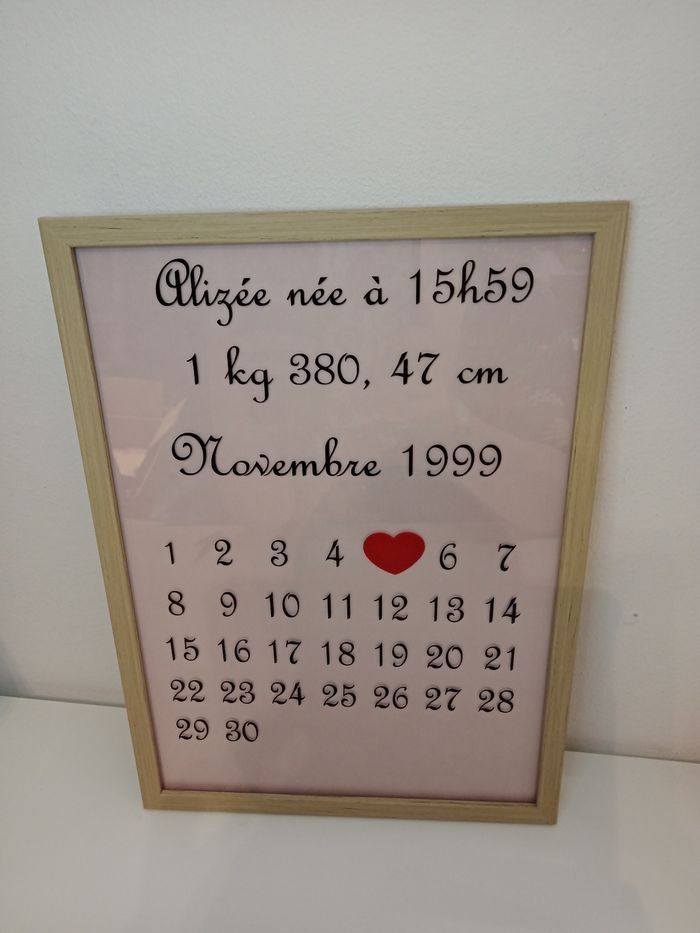 Alizée née à 15h59
1 kg 380, 47 cm
Novembre 1999
1 2 3 4 6 7
8 9 10 11 12 13 14
15 16 17 18 19 20 21
22 23 24 25 26 27 28
29 30